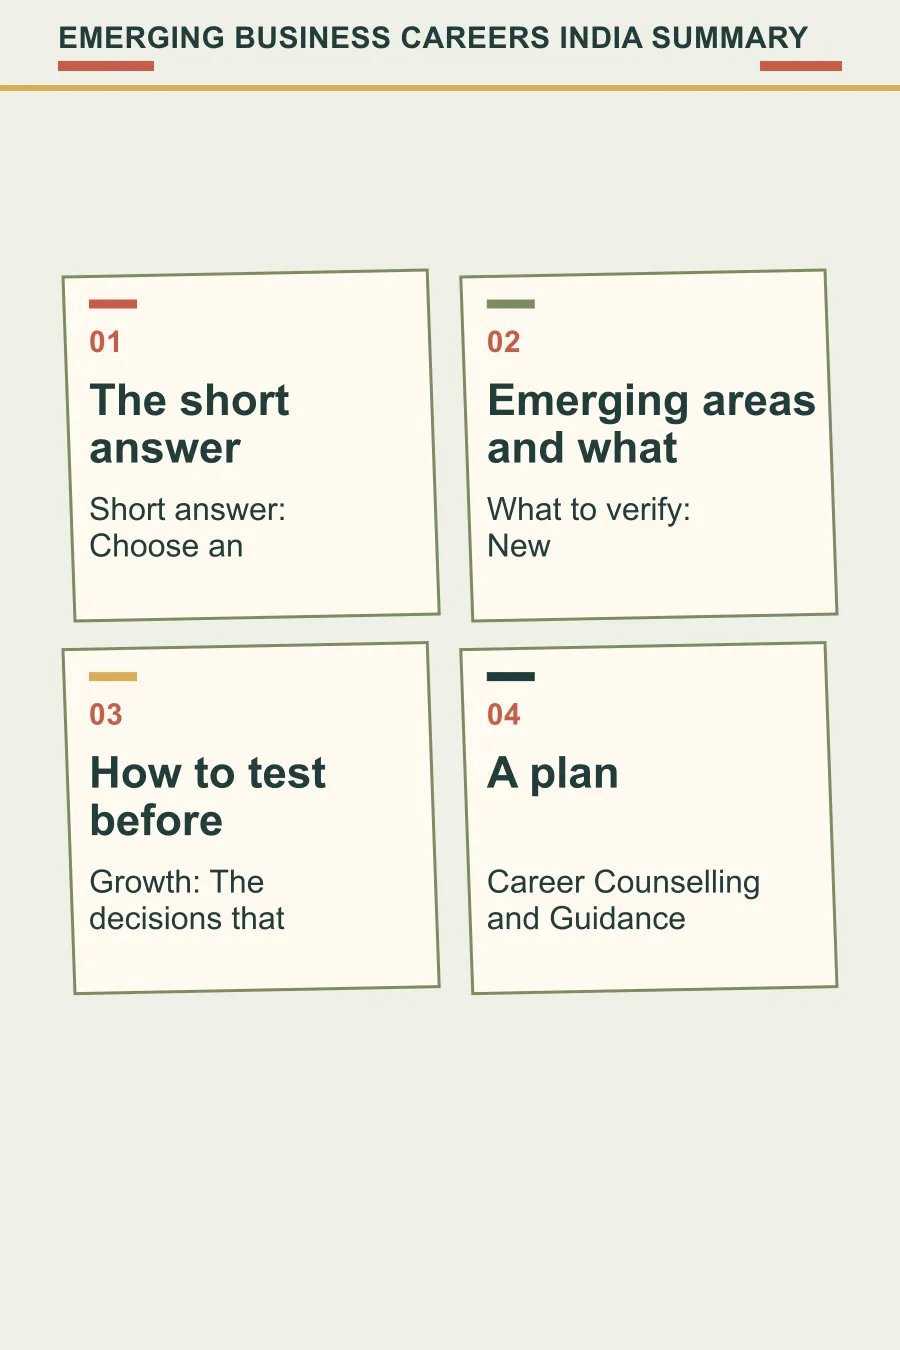 EMERGING BUSINESS CAREERS INDIA SUMMARY
01
The short
answer
Short answer:
Choose an
02
Emerging areas
and what
What to verify:
New
03
How to test
before
Growth: The
decisions that
04
A plan
Career Counselling
and Guidance